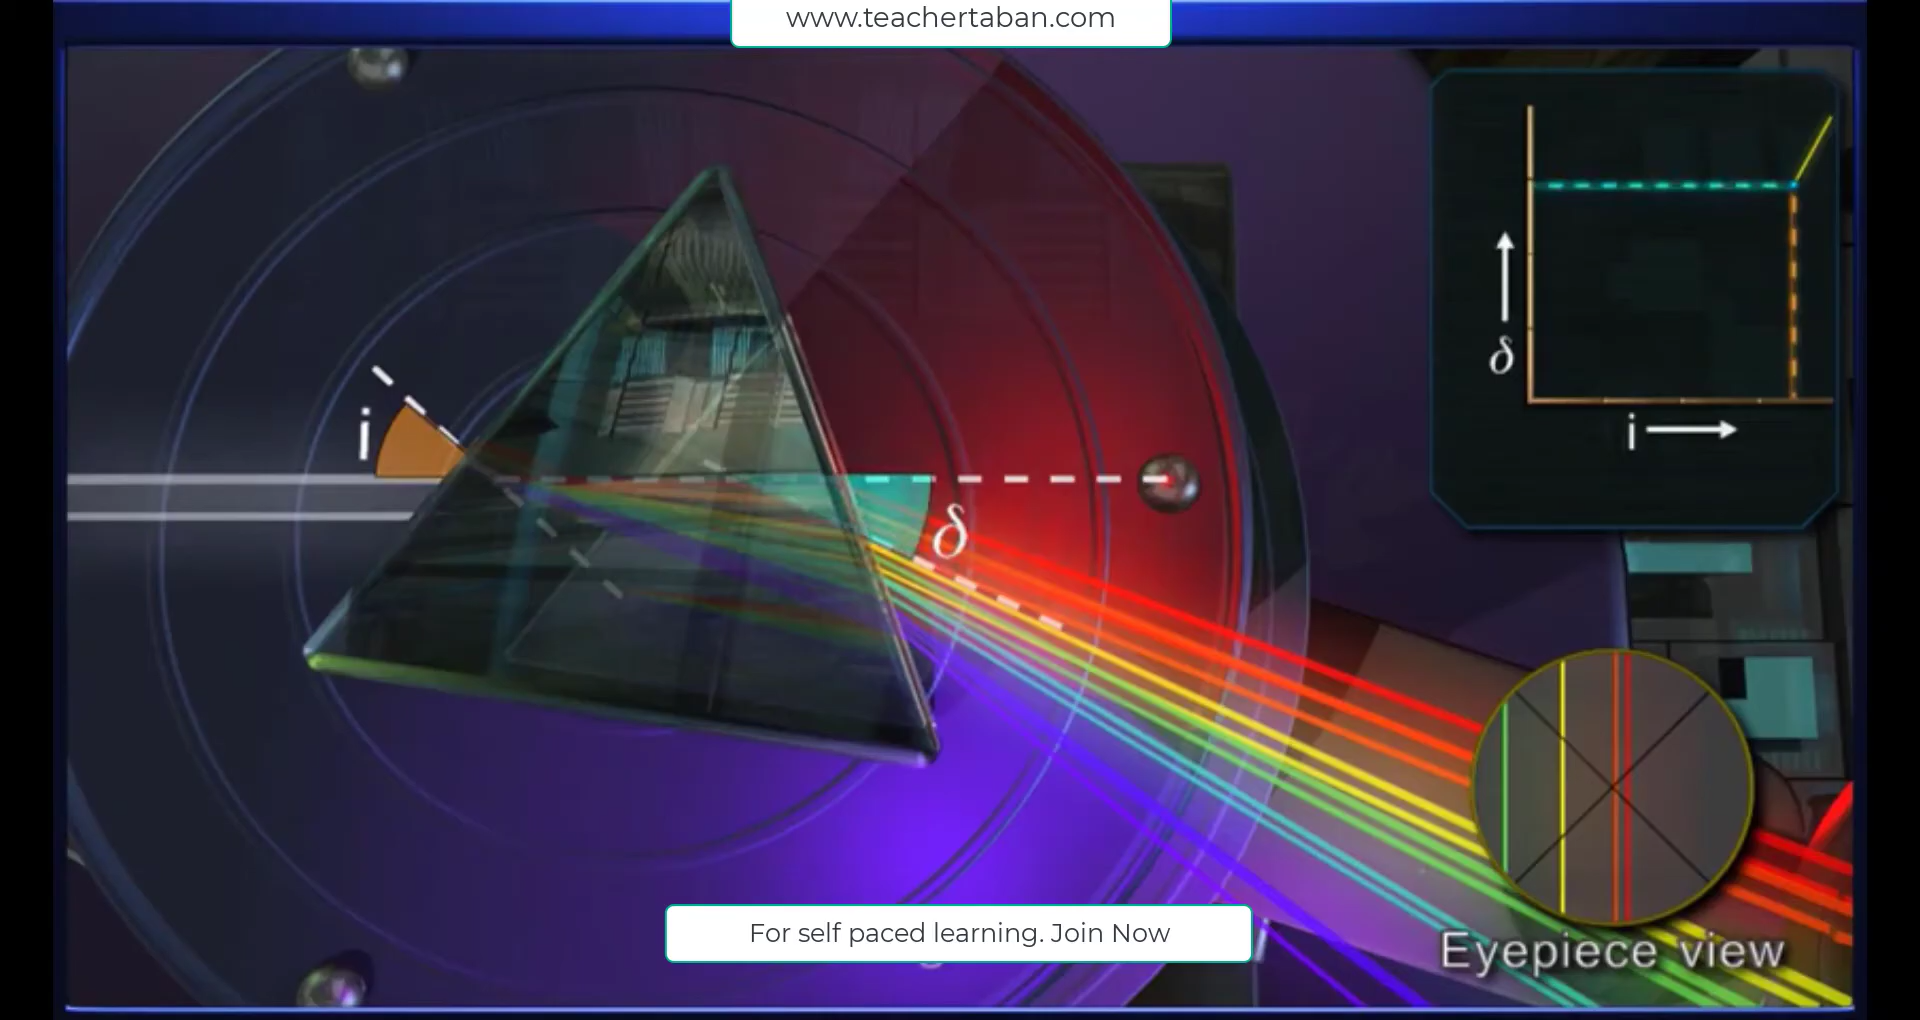 www.teachertaban.com
i
δ
δ
i
Eyepiece view
For self paced learning. Join Now